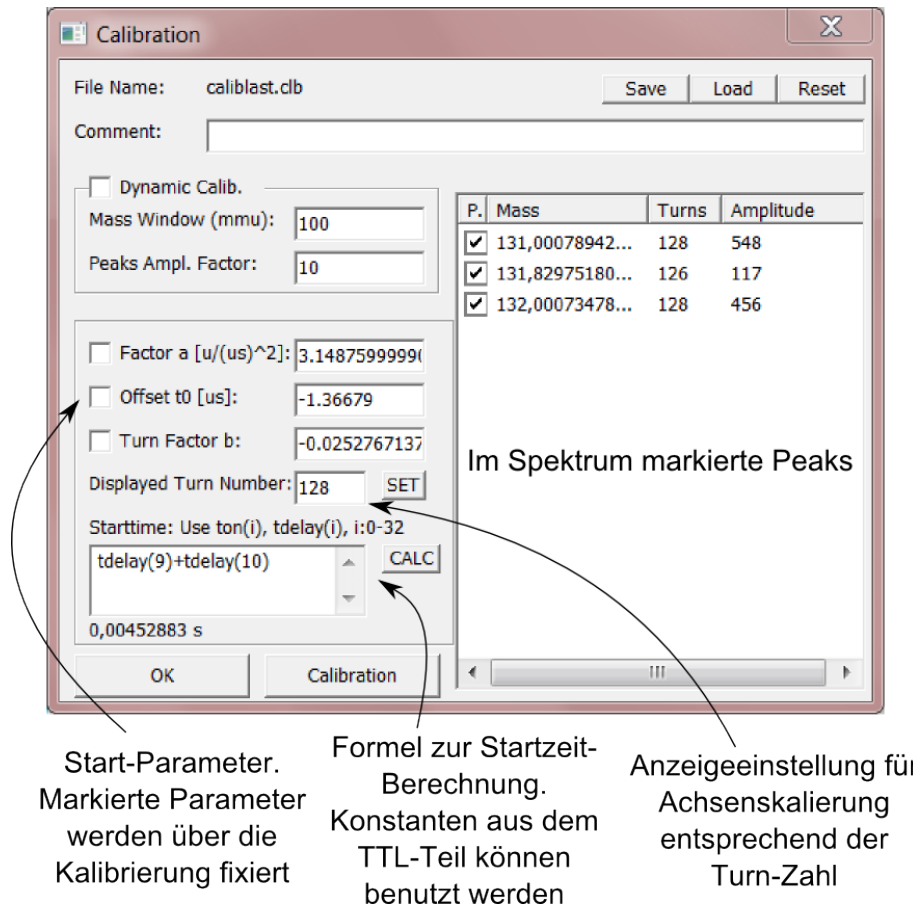 Calibration
File Name: caliblast.clb Save Load Reset
Comment:
Dynamic Calib.
Mass Window (mmu): 100
Peaks Ampl. Factor: 10
P. Mass Turns Amplitude
131,00078942... 128 548
131,82975180... 126 117
132,00073478... 128 456
Factor a [u/(us)^2]: 3.1487599999
Offset t0 [us]: -1.36679
Turn Factor b: -0.0252767137
Displayed Turn Number: 128 SET
Starttime: Use ton(i), tdelay(i), i:0-32
tdelay(9)+tdelay(10) CALC
0,00452883 s
OK Calibration
Im Spektrum markierte Peaks
Start-Parameter.
Markierte Parameter
werden über die
Kalibrierung fixiert
Formel zur Startzeit-
Berechnung.
Konstanten aus dem
TTL-Teil können
benutzt werden
Anzeigeeinstellung für
Achsenskalierung
entsprechend der
Turn-Zahl